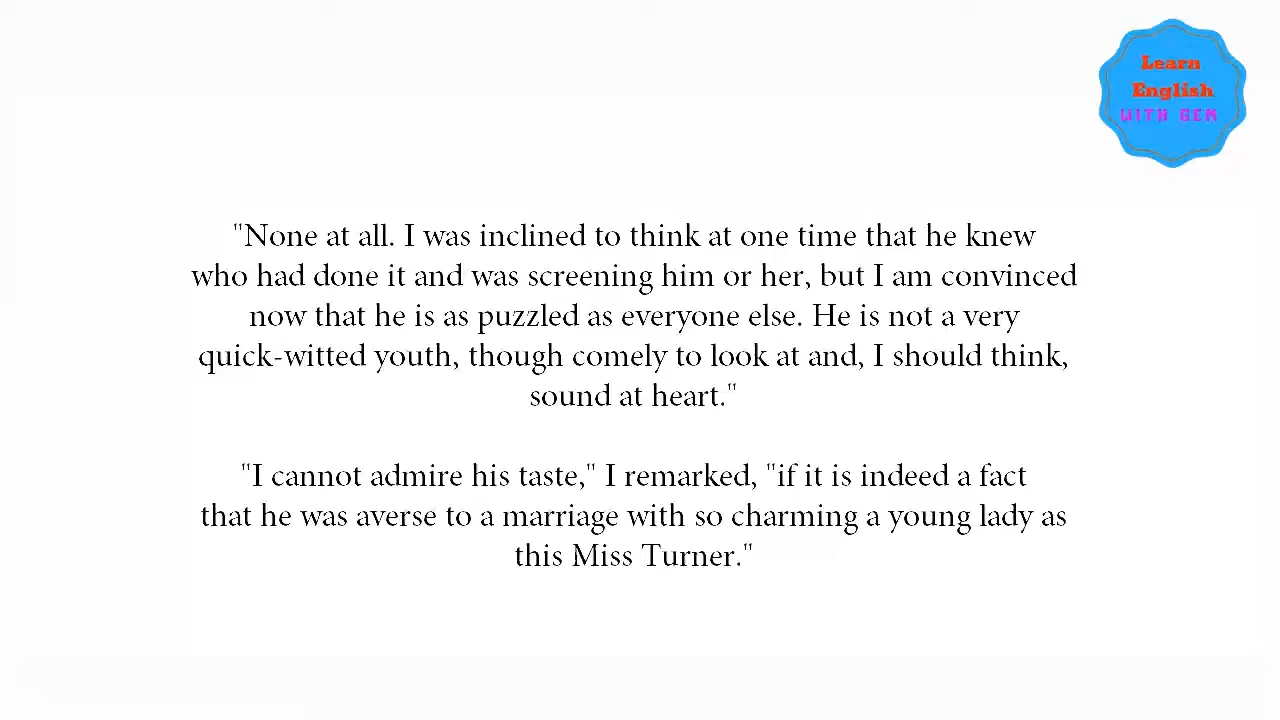 Learn
English
WITH GEM
"None at all. I was inclined to think at one time that he knew
who had done it and was screening him or her, but I am convinced
now that he is as puzzled as everyone else. He is not a very
quick-witted youth, though comely to look at and, I should think,
sound at heart."
"I cannot admire his taste," I remarked, "if it is indeed a fact
that he was averse to a marriage with so charming a young lady as
this Miss Turner."